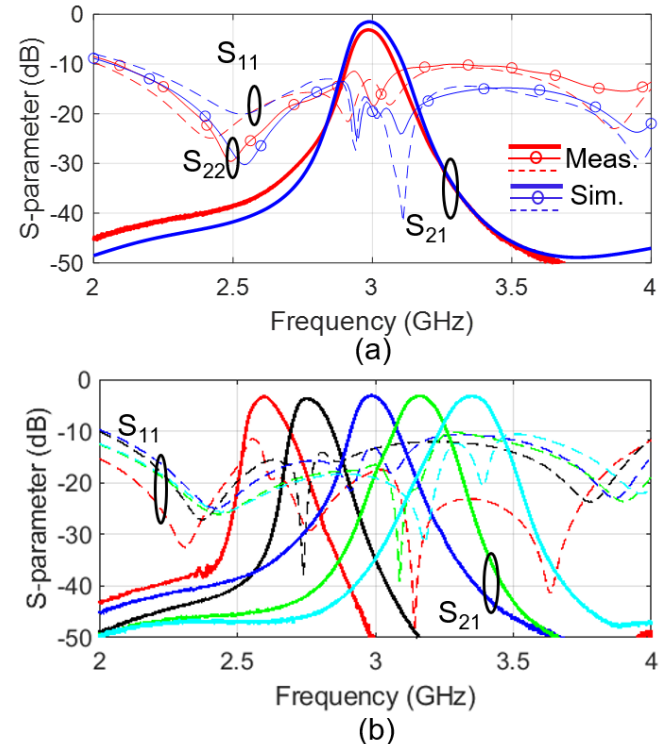 0
-10
-20
-30
-40
-50
S-parameter (dB)
S11
S22
S21
Meas.
Sim.
2 2.5 3 3.5 4
Frequency (GHz)
(a)
0
-10
-20
-30
-40
-50
S-parameter (dB)
S11
S21
2 2.5 3 3.5 4
Frequency (GHz)
(b)